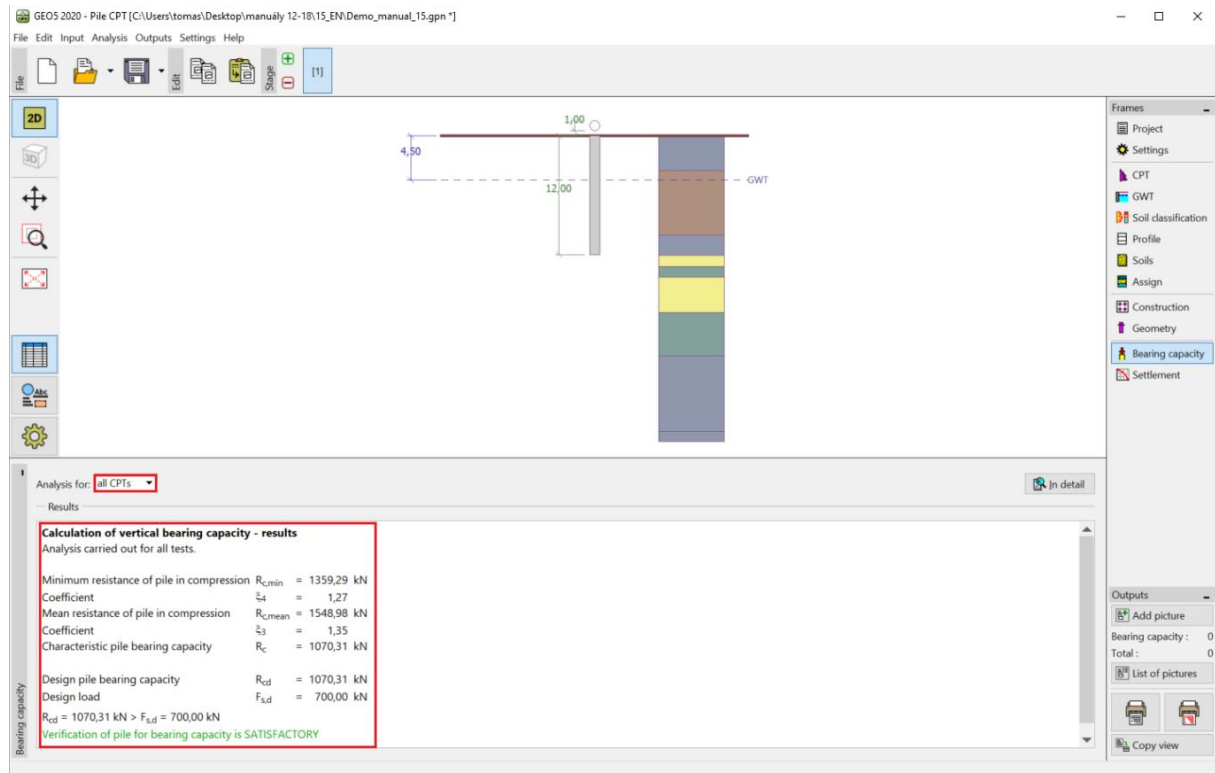 GEO5 2020 - Pile CPT [C:\Users\tomas\Desktop\manuály 12-18\15_EN\Demo_manual_15.gpn *]
File Edit Input Analysis Outputs Settings Help
File
Edit
Stage
[1]
2D
3D
Abc
1,00
4,50
12,00
GWT
Frames
Project
Settings
CPT
GWT
Soil classification
Profile
Soils
Assign
Construction
Geometry
Bearing capacity
Settlement
Analysis for: all CPTs
In detail
Results
Calculation of vertical bearing capacity - results
Analysis carried out for all tests.
Minimum resistance of pile in compression Rc,min = 1359,29 kN
Coefficient ξ4 = 1,27
Mean resistance of pile in compression Rc,mean = 1548,98 kN
Coefficient ξ3 = 1,35
Characteristic pile bearing capacity Rc = 1070,31 kN
Design pile bearing capacity Rcd = 1070,31 kN
Design load Fs,d = 700,00 kN
Rcd = 1070,31 kN > Fs,d = 700,00 kN
Verification of pile for bearing capacity is SATISFACTORY
Bearing capacity
Outputs
Add picture
Bearing capacity : 0
Total : 0
List of pictures
Copy view